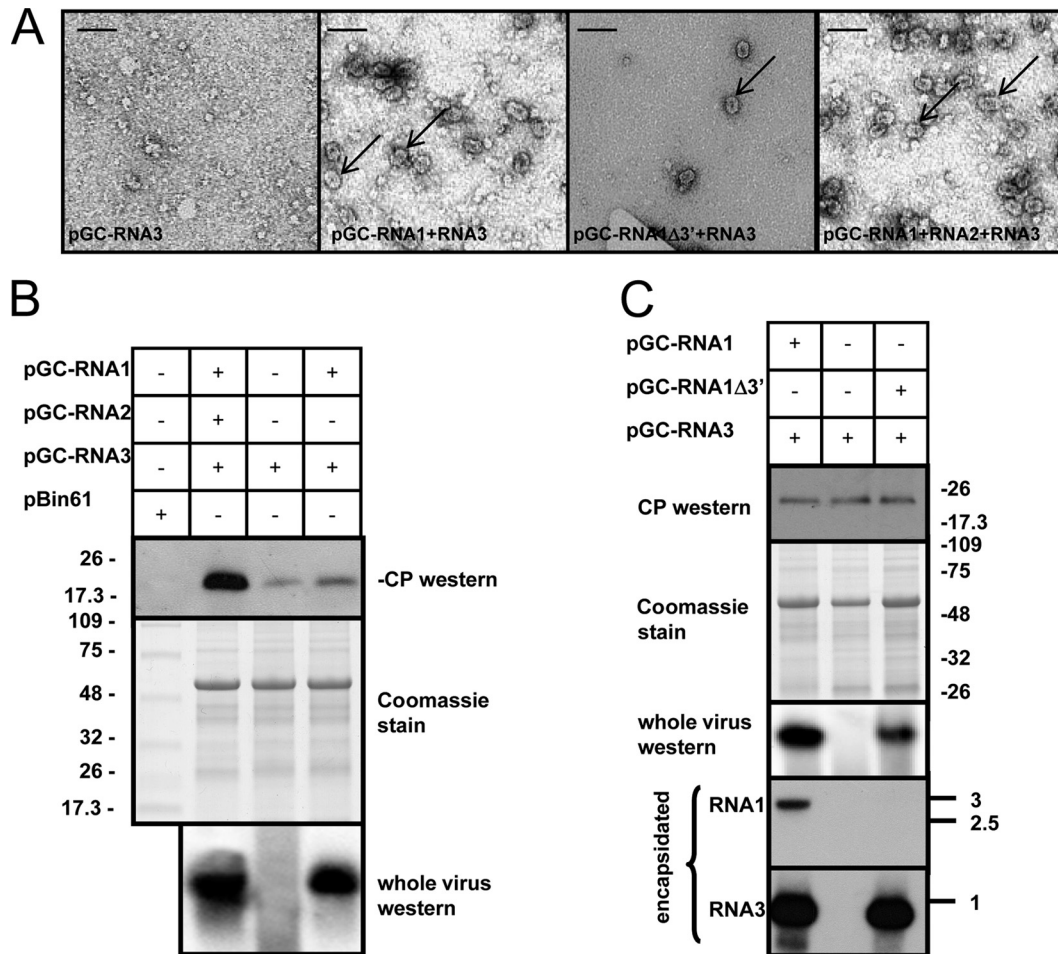 A
pGC-RNA3
pGC-RNA1+RNA3
pGC-RNA1Δ3'+RNA3
pGC-RNA1+RNA2+RNA3
B
pGC-RNA1 - + - +
pGC-RNA2 - + - -
pGC-RNA3 - + + +
pBin61 + - - -
26 -
17.3 -
-CP western
109 -
75 -
48 -
32 -
26 -
17.3 -
Coomassie
stain
whole virus
western
C
pGC-RNA1 + - -
pGC-RNA1Δ3' - - +
pGC-RNA3 + + +
CP western
-26
-17.3
Coomassie
stain
-109
-75
-48
-32
-26
whole virus
western
encapsidated
RNA1
3
2.5
RNA3
1